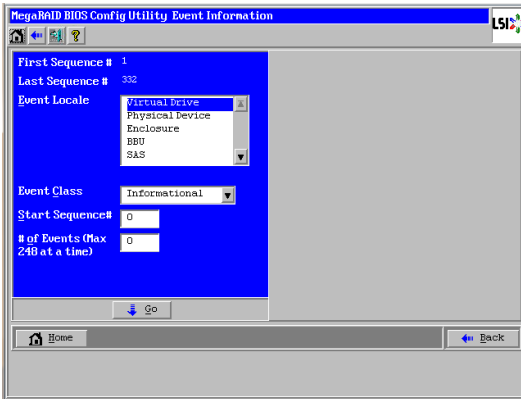 MegaRAID BIOS Config Utility Event Information
LSI
First Sequence # 1
Last Sequence # 332
Event Locale
Virtual Drive
Physical Device
Enclosure
BBU
SAS
Event Class Informational
Start Sequence# 0
# of Events (Max
248 at a time) 0
Go
Home
Back